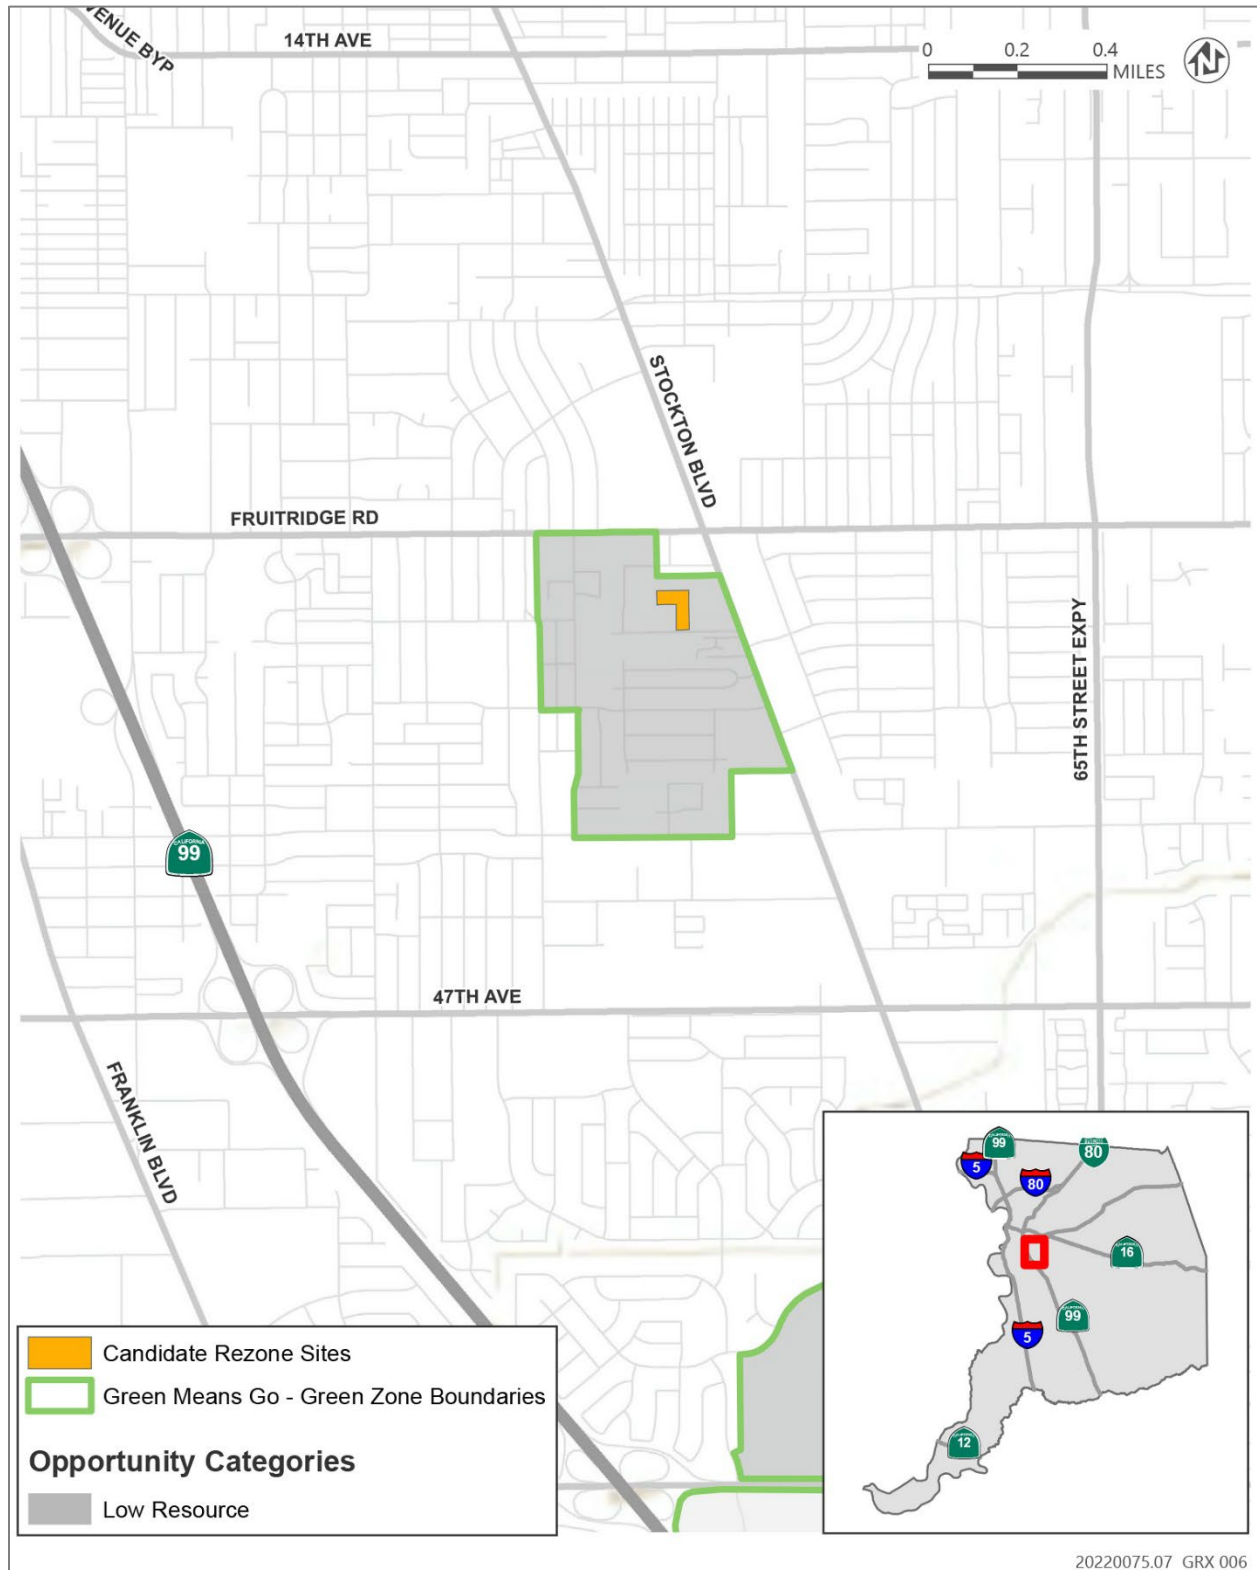 VENUE BYP
14TH AVE
0 0.2 0.4
MILES
N
STOCKTON BLVD
FRUITRIDGE RD
65TH STREET EXPY
CALIFORNIA
99
47TH AVE
FRANKLIN BLVD
99
5
80
80
16
99
5
12
Candidate Rezone Sites
Green Means Go - Green Zone Boundaries
Opportunity Categories
Low Resource
20220075.07 GRX 006